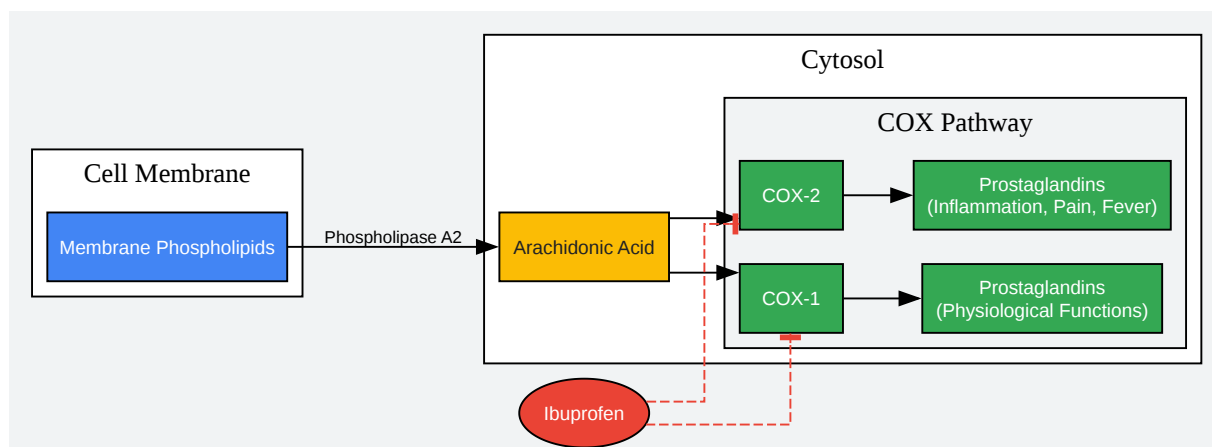 Cytosol
COX Pathway
Cell Membrane
COX-2
Prostaglandins
(Inflammation, Pain, Fever)
Membrane Phospholipids
Phospholipase A2
Arachidonic Acid
COX-1
Prostaglandins
(Physiological Functions)
Ibuprofen